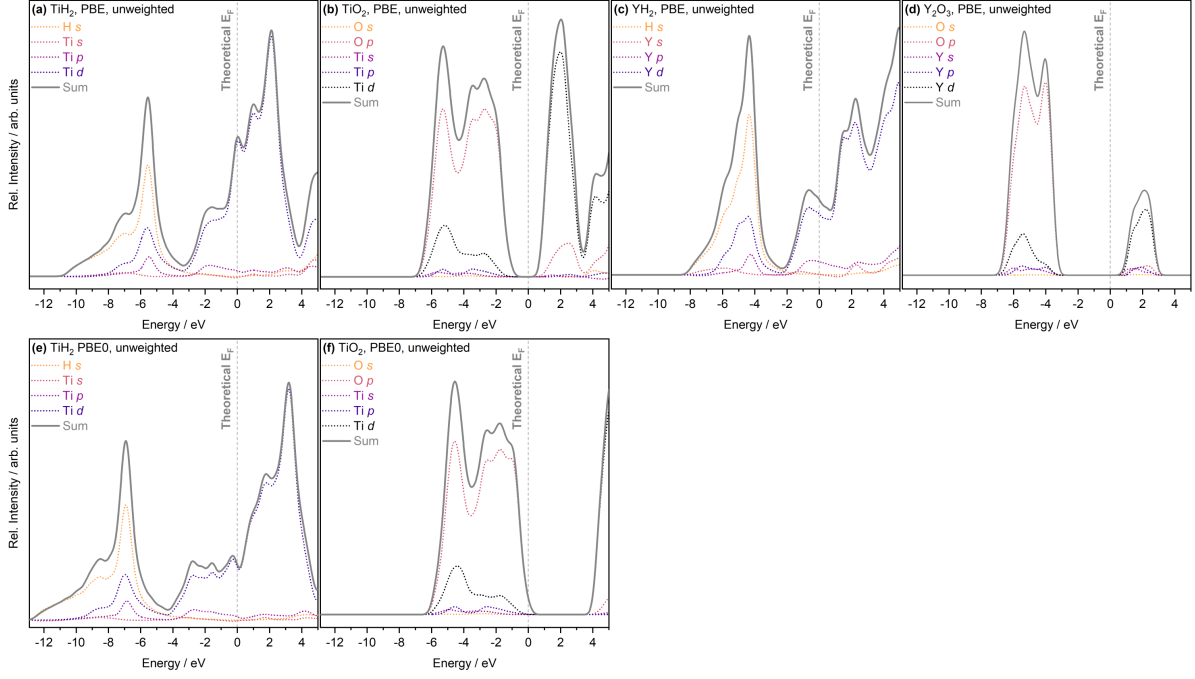 (a) TiH2, PBE, unweighted
H s
Ti s
Ti p
Ti d
Sum
Theoretical EF
Rel. Intensity / arb. units
-12 -10 -8 -6 -4 -2 0 2 4
Energy / eV
(b) TiO2, PBE, unweighted
O s
O p
Ti s
Ti p
Ti d
Sum
Theoretical EF
-12 -10 -8 -6 -4 -2 0 2 4
Energy / eV
(c) YH2, PBE, unweighted
H s
Y s
Y p
Y d
Sum
Theoretical EF
-12 -10 -8 -6 -4 -2 0 2 4
Energy / eV
(d) Y2O3, PBE, unweighted
O s
O p
Y s
Y p
Y d
Sum
Theoretical EF
-12 -10 -8 -6 -4 -2 0 2 4
Energy / eV
(e) TiH2 PBE0, unweighted
H s
Ti s
Ti p
Ti d
Sum
Theoretical EF
Rel. Intensity / arb. units
-12 -10 -8 -6 -4 -2 0 2 4
Energy / eV
(f) TiO2, PBE0, unweighted
O s
O p
Ti s
Ti p
Ti d
Sum
Theoretical EF
-12 -10 -8 -6 -4 -2 0 2 4
Energy / eV